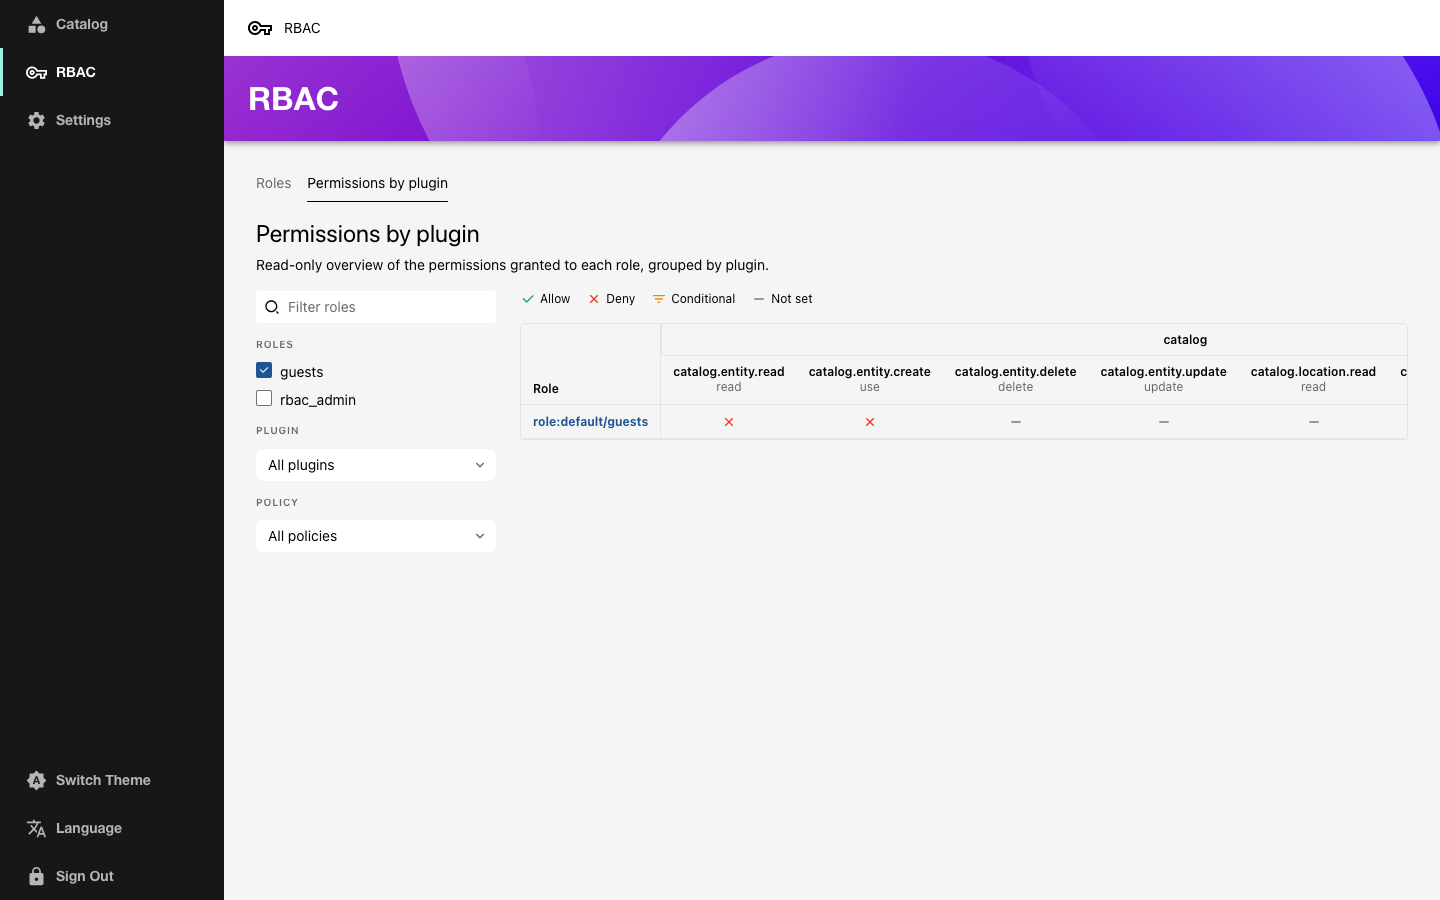 Catalog
RBAC
Settings
Switch Theme
Language
Sign Out
RBAC
RBAC
Roles
Permissions by plugin
Permissions by plugin
Read-only overview of the permissions granted to each role, grouped by plugin.
Filter roles
ROLES
guests
rbac_admin
PLUGIN
All plugins
POLICY
All policies
Allow
Deny
Conditional
Not set
catalog
Role
catalog.entity.read
read
catalog.entity.create
use
catalog.entity.delete
delete
catalog.entity.update
update
catalog.location.read
read
c
role:default/guests